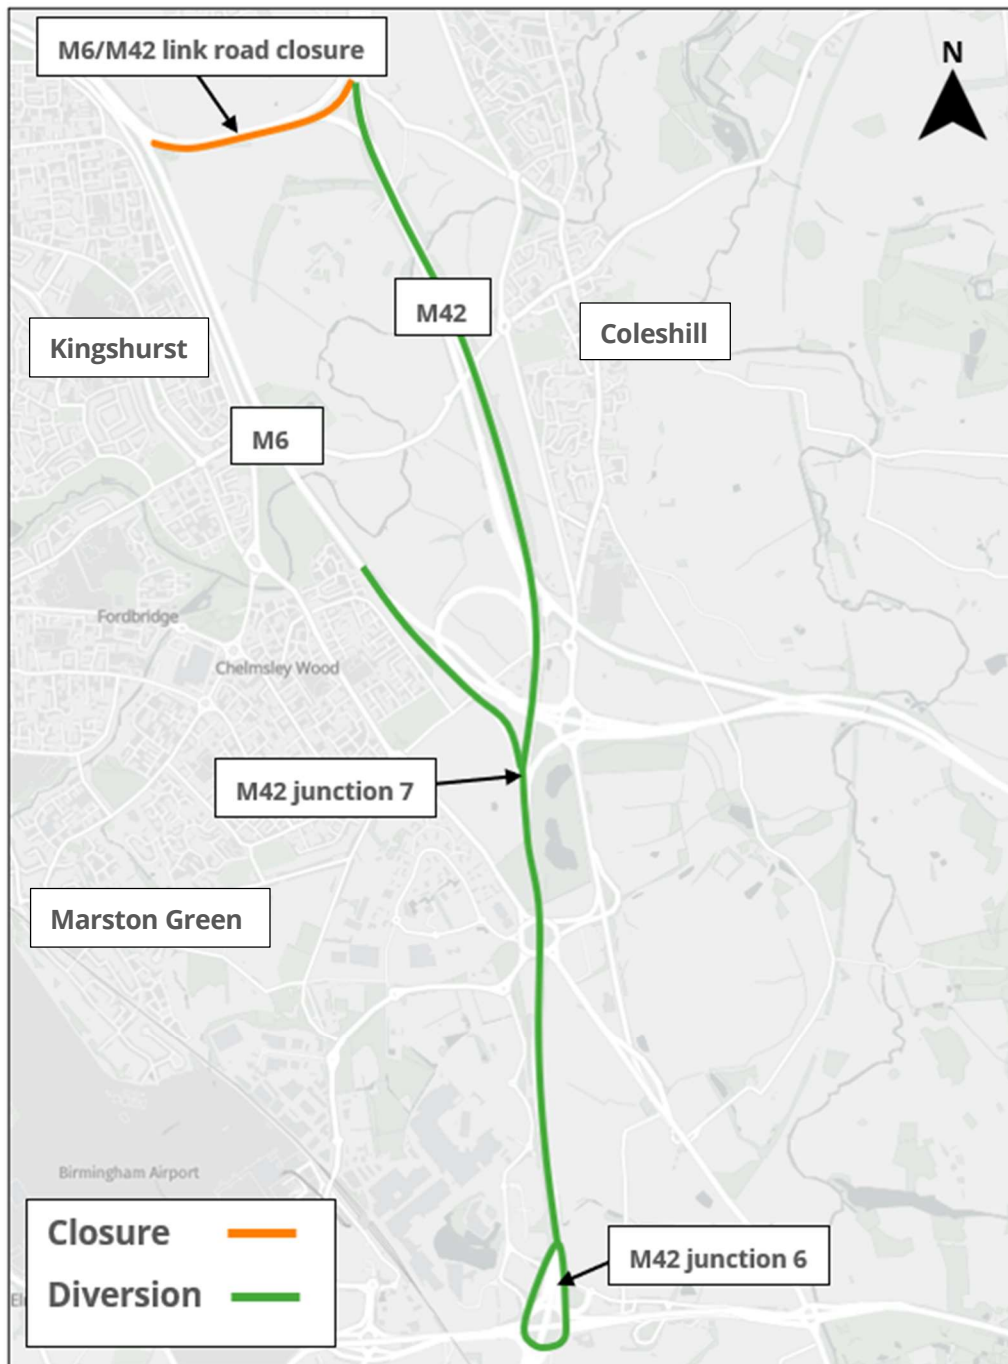 M6/M42 link road closure
N
M42
Coleshill
Kingshurst
M6
Fordbridge
Chelmsley Wood
M42 junction 7
Marston Green
Birmingham Airport
Closure
M42 junction 6
Diversion